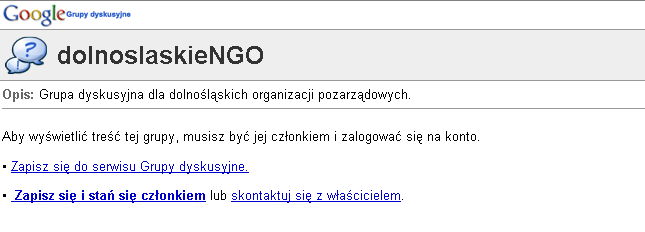 Google Grupy dyskusyjne
dolnoslaskieNGO
Opis: Grupa dyskusyjna dla dolnośląskich organizacji pozarządowych.
Aby wyświetlić treść tej grupy, musisz być jej członkiem i zalogować się na konto.
• Zapisz się do serwisu Grupy dyskusyjne.
• Zapisz się i stań się członkiem lub skontaktuj się z właścicielem.